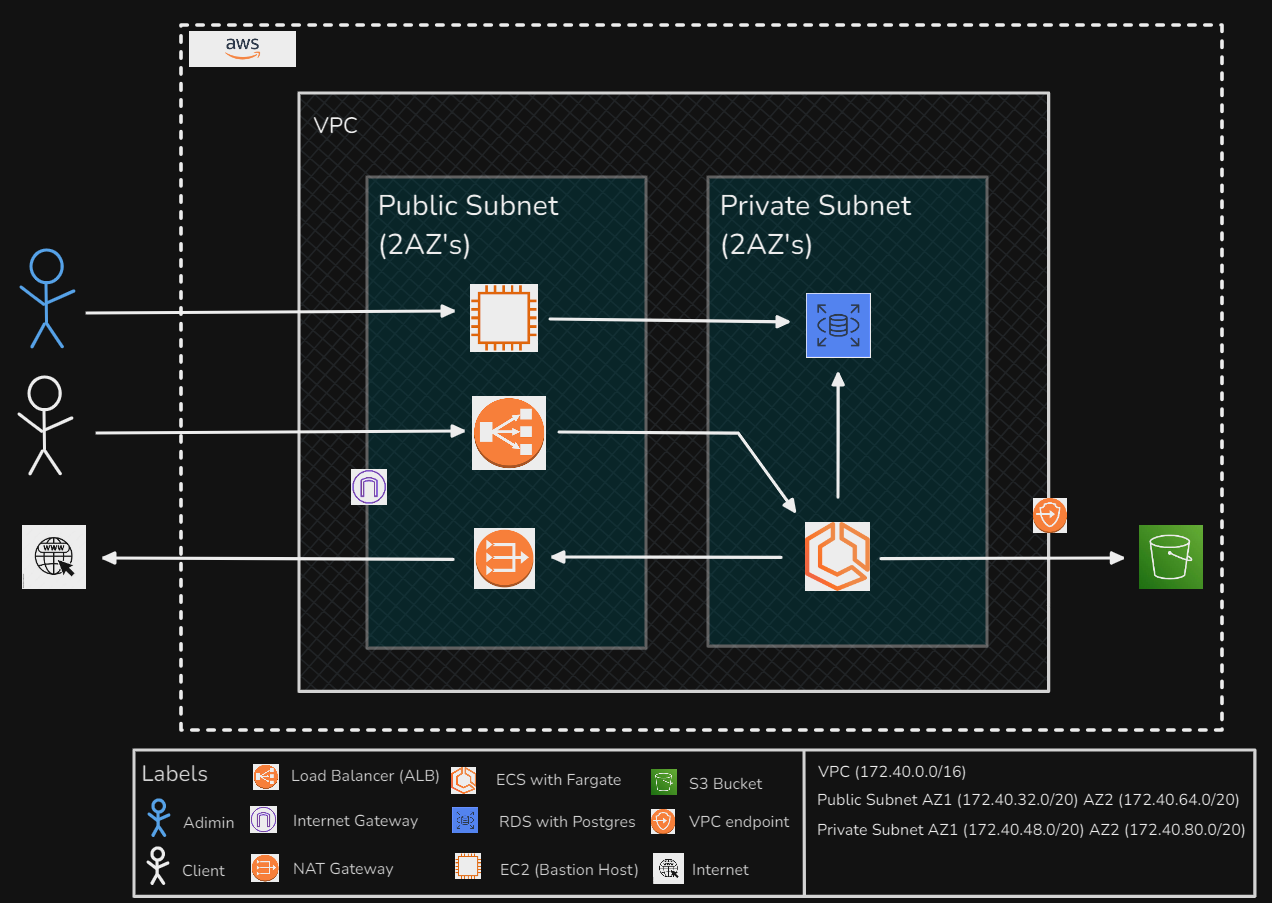 aws
VPC
Public Subnet
(2AZ's)
Private Subnet
(2AZ's)
WWW
Labels
Load Balancer (ALB)
ECS with Fargate
S3 Bucket
Adimin
Internet Gateway
RDS with Postgres
VPC endpoint
Client
NAT Gateway
EC2 (Bastion Host)
Internet
VPC (172.40.0.0/16)
Public Subnet AZ1 (172.40.32.0/20) AZ2 (172.40.64.0/20)
Private Subnet AZ1 (172.40.48.0/20) AZ2 (172.40.80.0/20)